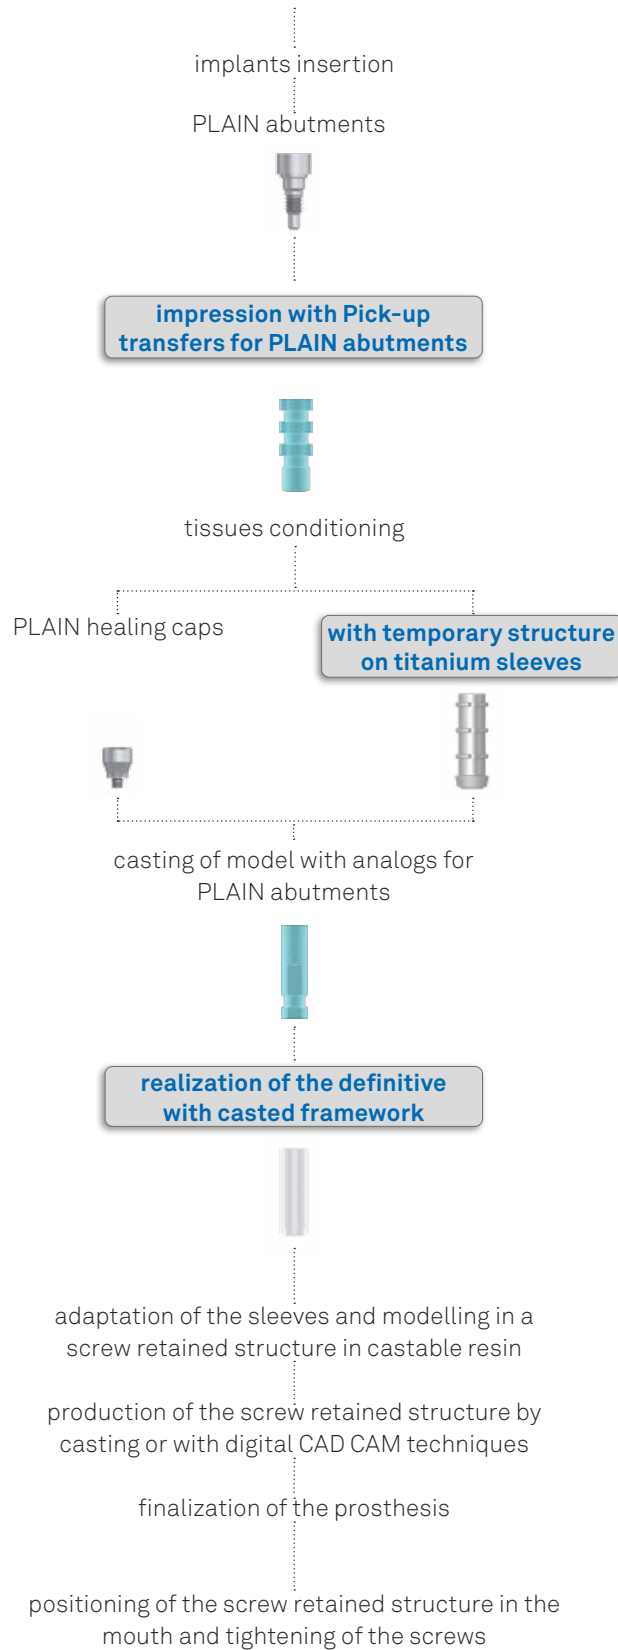 implants insertion
PLAIN abutments
impression with Pick-up
transfers for PLAIN abutments
tissues conditioning
PLAIN healing caps
with temporary structure
on titanium sleeves
casting of model with analogs for
PLAIN abutments
realization of the definitive
with casted framework
adaptation of the sleeves and modelling in a
screw retained structure in castable resin
production of the screw retained structure by
casting or with digital CAD CAM techniques
finalization of the prosthesis
positioning of the screw retained structure in the
mouth and tightening of the screws